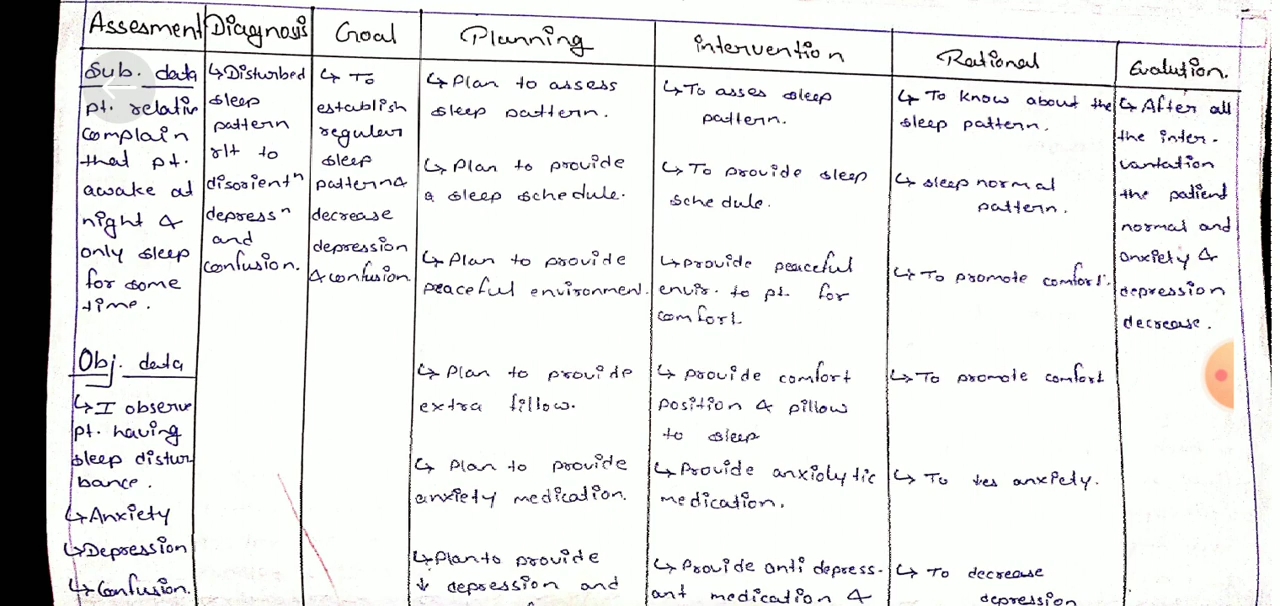 Assesment
Sub. data
pt. relativ
complain
that pt.
awake at
night &
only sleep
for some
time.
Obj. data
↳ I observe
pt. having
sleep distur
bance.
↳ Anxiety
↳ Depression
↳ Confusion.
Diagnosis
↳ Disturbed
sleep
pattern
r/t to
disorientⁿ
depressⁿ
and
confusion.
Goal
↳ To
establish
reguler
sleep
pattern &
decrease
depression
& confusion
Planning
↳ Plan to assess
sleep pattern.
↳ Plan to provide
a sleep schedule.
↳ Plan to provide
peaceful environment.
↳ Plan to provide
extra fillow.
↳ Plan to provide
anxiety medication.
↳ Plan to provide
↓ depression and
intervention
↳ To asses sleep
pattern.
↳ To provide sleep
schedule.
↳ provide peaceful
envir. to pt. for
comfort.
↳ provide comfort
position & pillow
to sleep
↳ Provide anxiolytic
medication.
↳ Provide anti depress-
ant medication &
Rational
↳ To know about the
sleep pattern.
↳ sleep normal
pattern.
↳ To promote comfort.
↳ To promote comfort
↳ To anxiety.
↳ To decrease
depression
Evalution.
↳ After all
the inter-
vantation
the patient
normal and
anxiety &
depression
decrease.